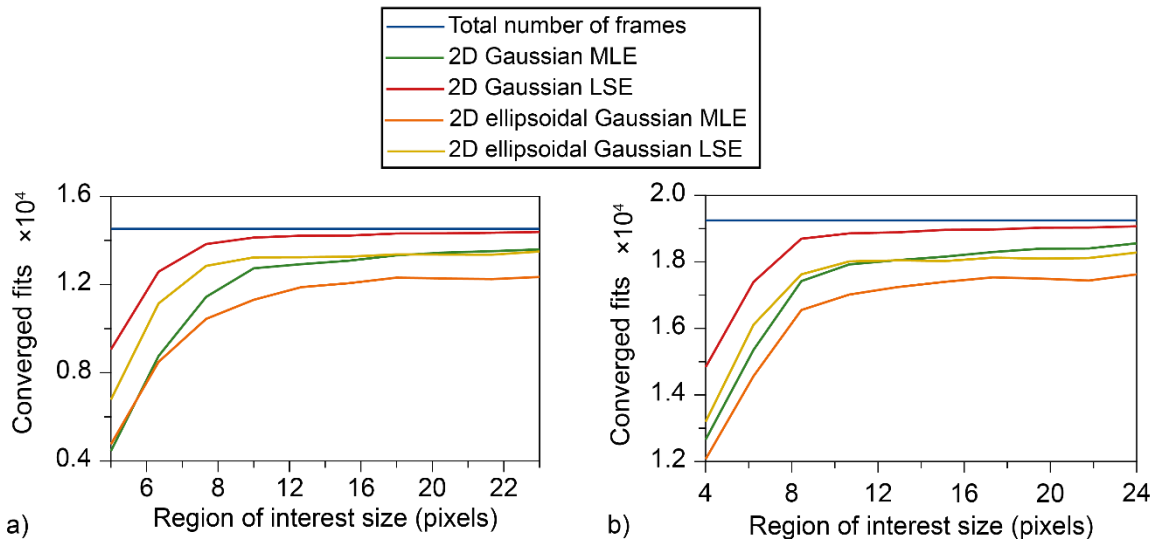 Total number of frames
2D Gaussian MLE
2D Gaussian LSE
2D ellipsoidal Gaussian MLE
2D ellipsoidal Gaussian LSE
Converged fits ×10⁴
1.6
1.2
0.8
0.4
6 8 10 12 16 20 22
Region of interest size (pixels)
a)
Converged fits ×10⁴
2.0
1.8
1.6
1.4
1.2
4 8 10 12 16 20 24
Region of interest size (pixels)
b)